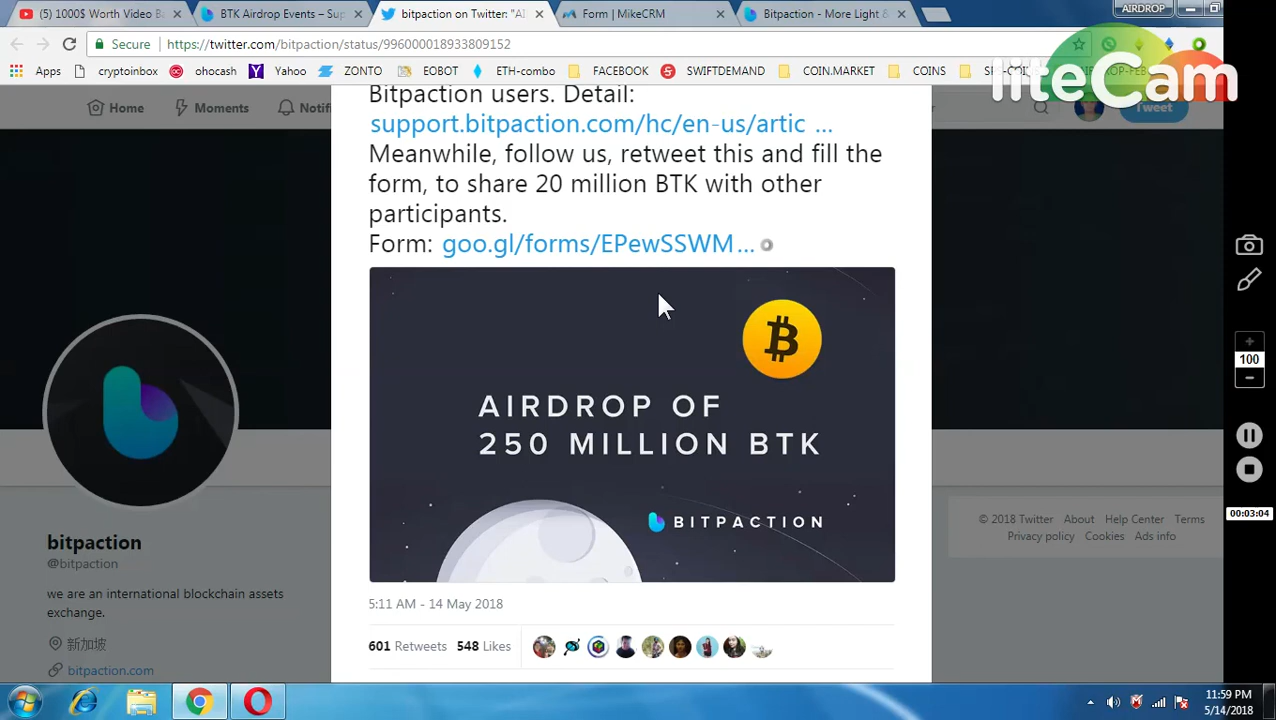 (5) 1000$ Worth Video B
BTK Airdrop Events – Sup
bitpaction on Twitter: "A
Form | MikeCRM
Bitpaction - More Light &
AIRDROP
Secure
https://twitter.com/bitpaction/status/996000018933809152
Apps
cryptoinbox
ohocash
Yahoo
ZONTO
EOBOT
ETH-combo
FACEBOOK
SWIFTDEMAND
COIN.MARKET
COINS
liteCam
Home
Moments
Notif
Tweet
Bitpaction users. Detail:
support.bitpaction.com/hc/en-us/artic …
Meanwhile, follow us, retweet this and fill the
form, to share 20 million BTK with other
participants.
Form: goo.gl/forms/EPewSSWM…
AIRDROP OF
250 MILLION BTK
BITPACTION
5:11 AM - 14 May 2018
601 Retweets 548 Likes
bitpaction
@bitpaction
we are an international blockchain assets
exchange.
新加坡
bitpaction.com
© 2018 Twitter About Help Center Terms
Privacy policy Cookies Ads info
100
00:03:04
11:59 PM
5/14/2018